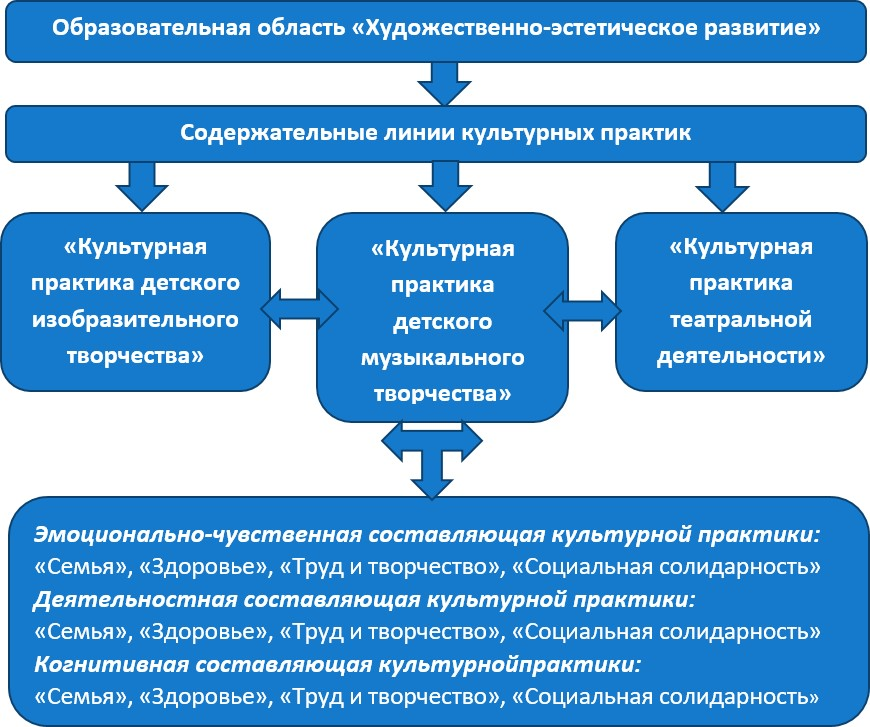 Образовательная область «Художественно-эстетическое развитие»
Содержательные линии культурных практик
«Культурная
практика детского
изобразительного
творчества»
«Культурная
практика
детского
музыкального
творчества»
«Культурная
практика
театральной
деятельности»
Эмоционально-чувственная составляющая культурной практики:
«Семья», «Здоровье», «Труд и творчество», «Социальная солидарность»
Деятельностная составляющая культурной практики:
«Семья», «Здоровье», «Труд и творчество», «Социальная солидарность»
Когнитивная составляющая культурнойпрактики:
«Семья», «Здоровье», «Труд и творчество», «Социальная солидарность»